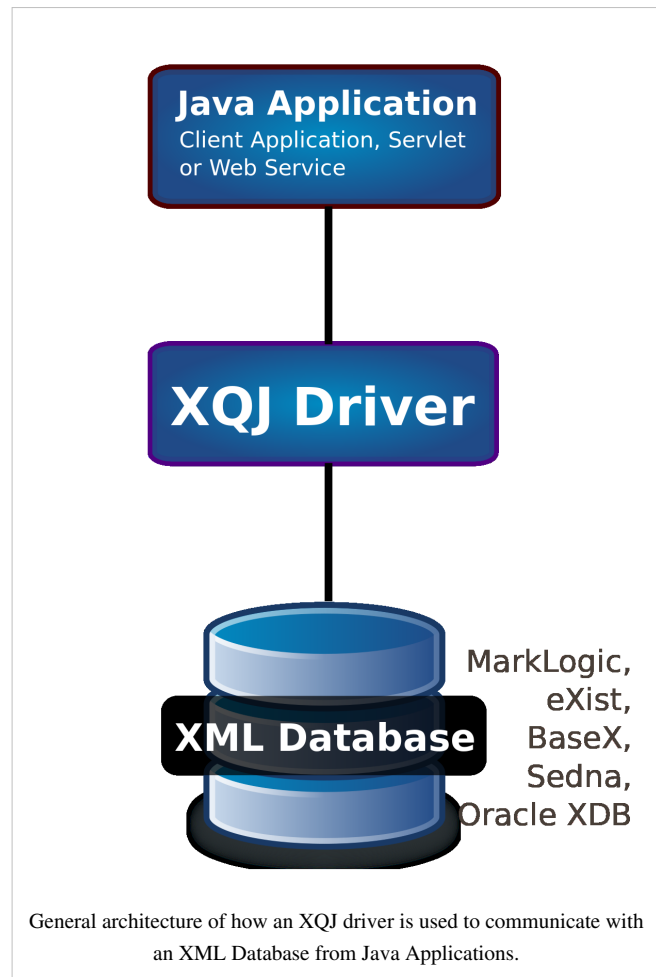 Java Application
Client Application, Servlet
or Web Service
XQJ Driver
XML Database
MarkLogic,
eXist,
BaseX,
Sedna,
Oracle XDB
General architecture of how an XQJ driver is used to communicate with
an XML Database from Java Applications.